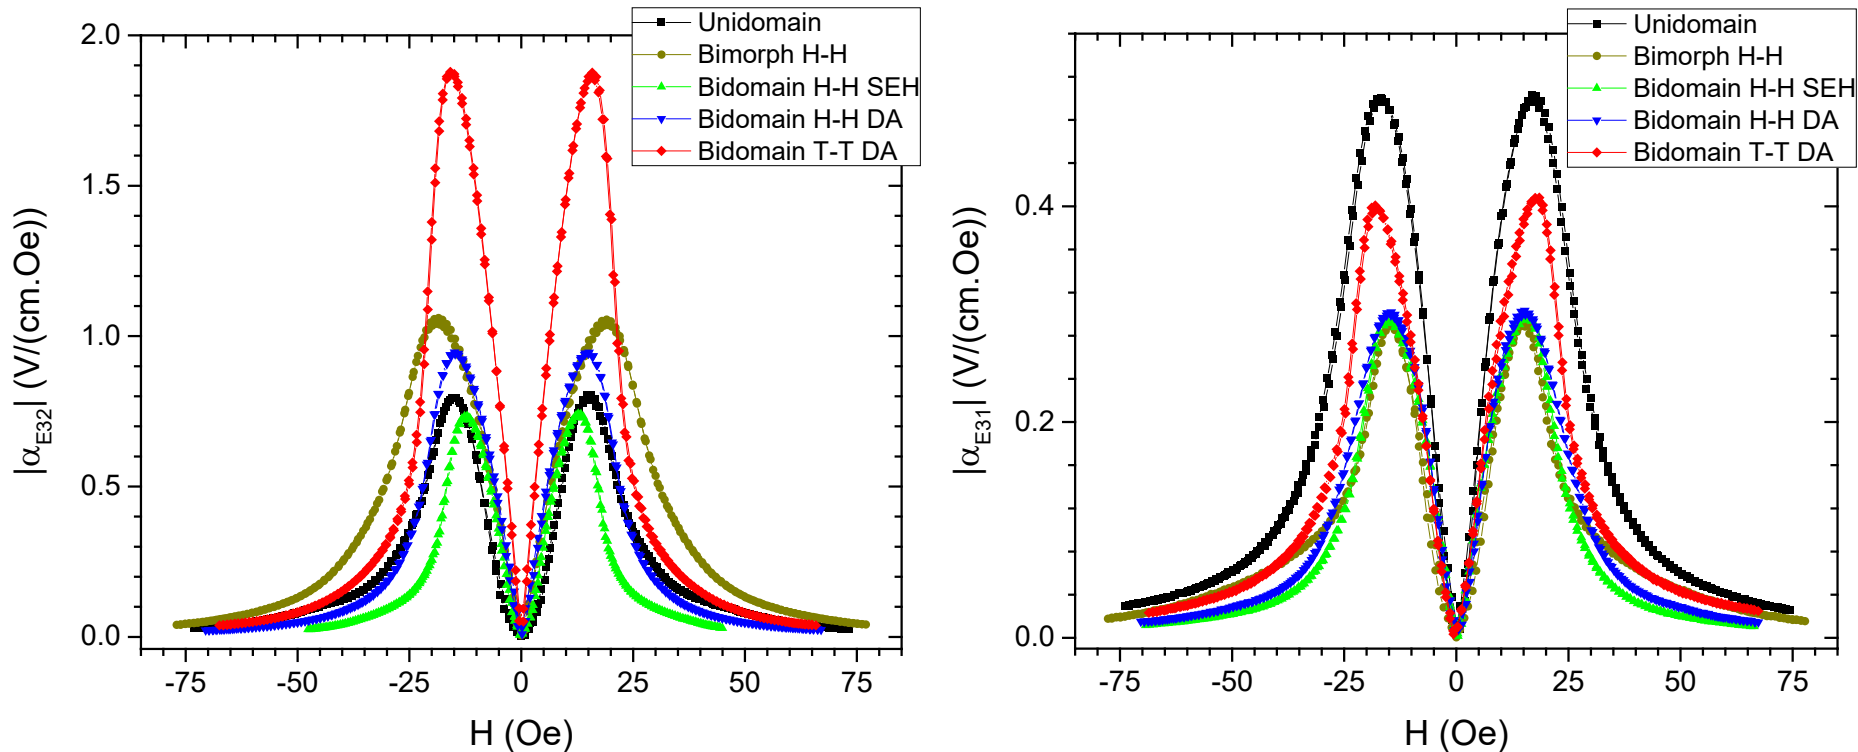 Unidomain
Bimorph H-H
Bidomain H-H SEH
Bidomain H-H DA
Bidomain T-T DA
2.0
1.5
1.0
0.5
0.0
|αE32| (V/(cm.Oe))
-75 -50 -25 0 25 50 75
H (Oe)
Unidomain
Bimorph H-H
Bidomain H-H SEH
Bidomain H-H DA
Bidomain T-T DA
0.4
0.2
0.0
|αE31| (V/(cm.Oe))
-75 -50 -25 0 25 50 75
H (Oe)